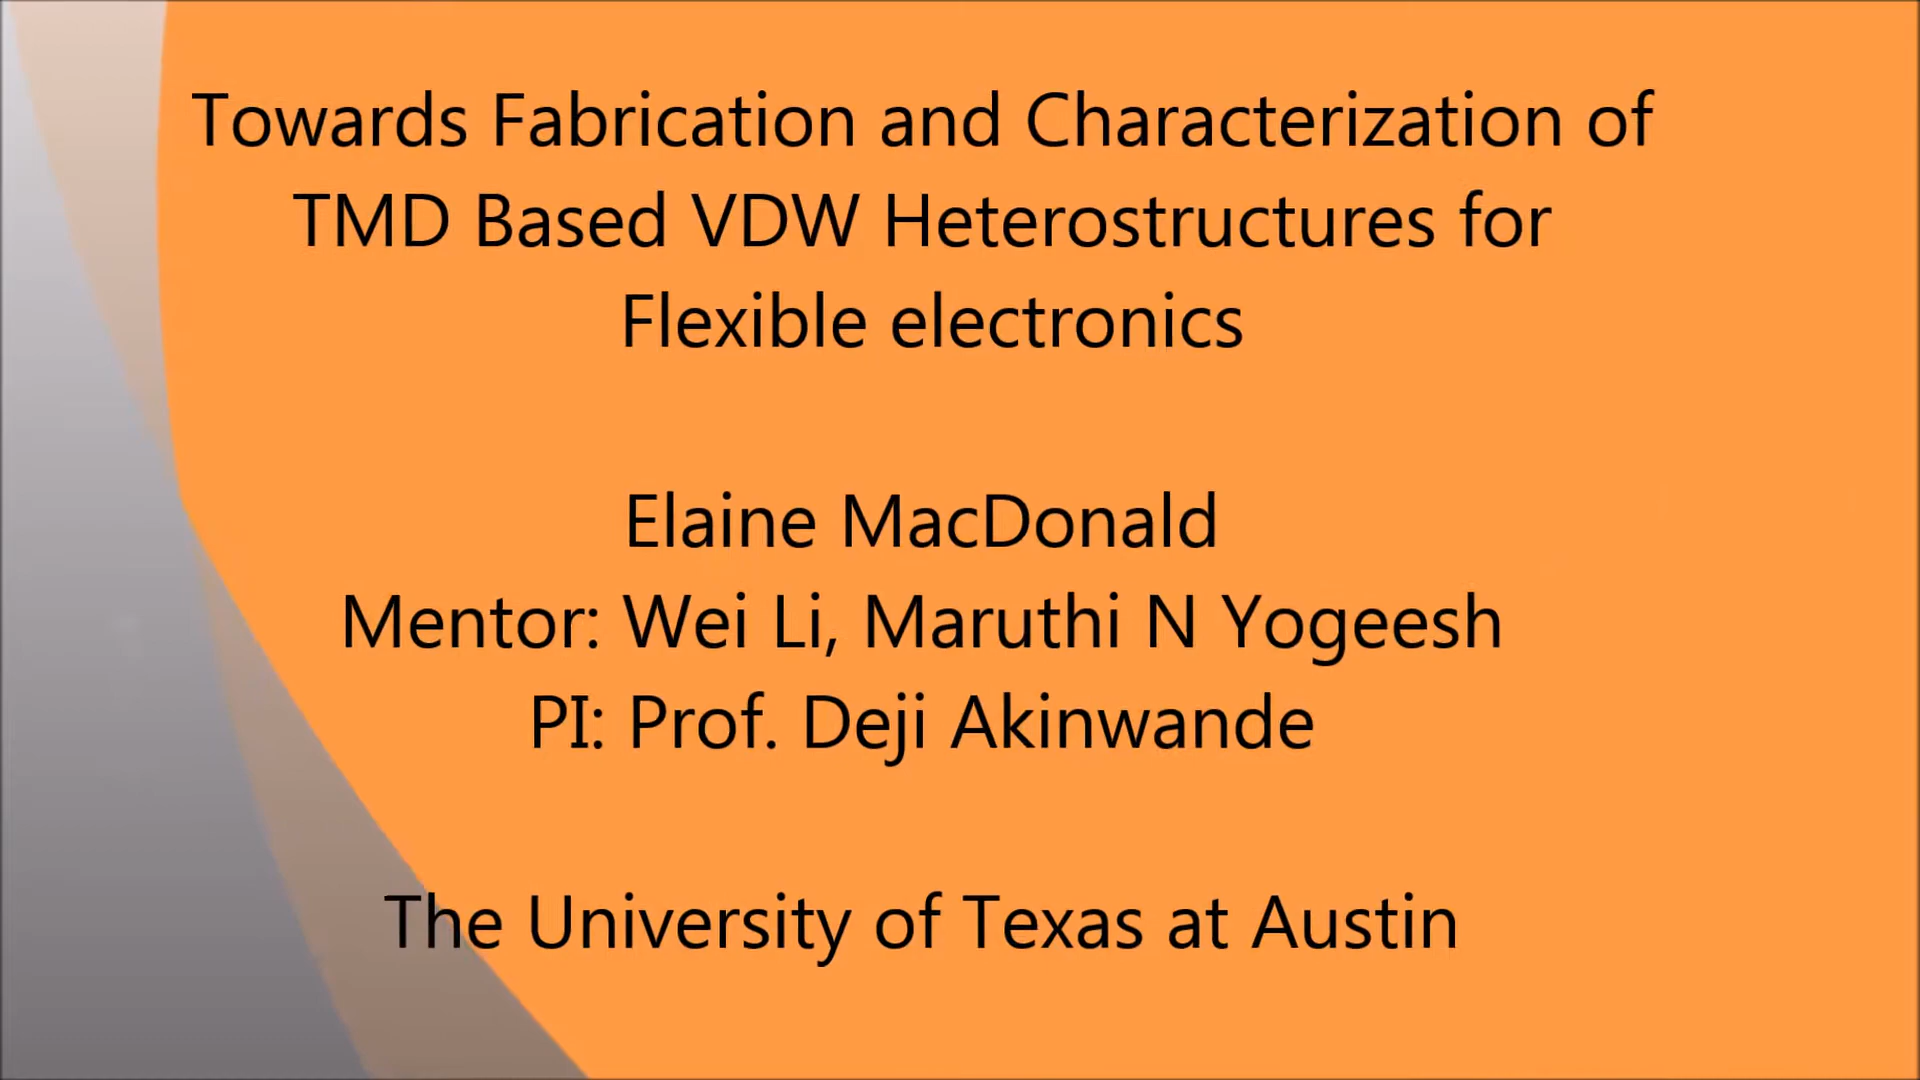 Towards Fabrication and Characterization of
TMD Based VDW Heterostructures for
Flexible electronics
Elaine MacDonald
Mentor: Wei Li, Maruthi N Yogeesh
PI: Prof. Deji Akinwande
The University of Texas at Austin